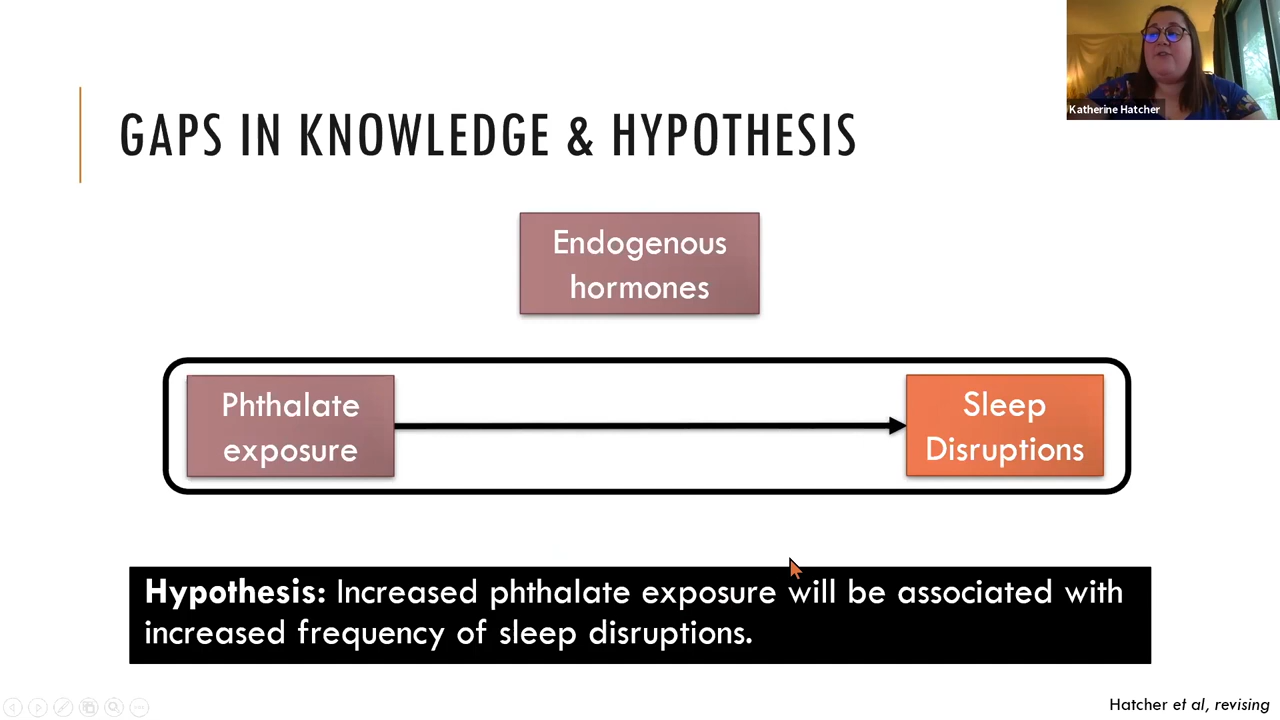 Katherine Hatcher
GAPS IN KNOWLEDGE & HYPOTHESIS
Endogenous
hormones
Phthalate
exposure
Sleep
Disruptions
Hypothesis: Increased phthalate exposure will be associated with
increased frequency of sleep disruptions.
Hatcher et al, revising